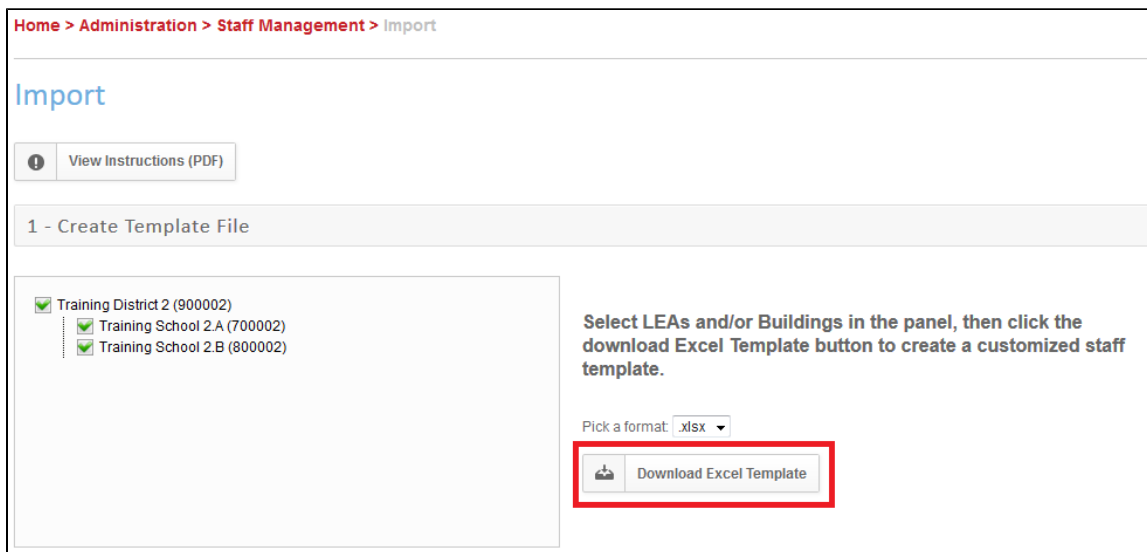 Home > Administration > Staff Management > Import
Import
View Instructions (PDF)
1 - Create Template File
Training District 2 (900002)
Training School 2.A (700002)
Training School 2.B (800002)
Select LEAs and/or Buildings in the panel, then click the
download Excel Template button to create a customized staff
template.
Pick a format: .xlsx
Download Excel Template